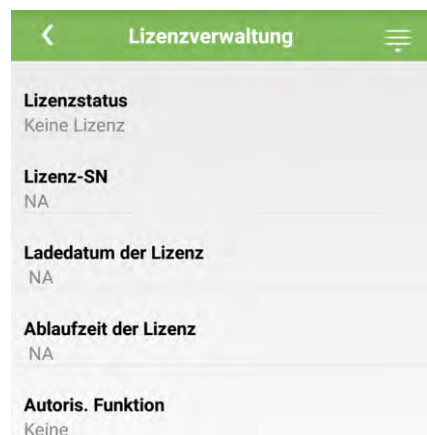 Lizenzverwaltung
Lizenzstatus
Keine Lizenz
Lizenz-SN
NA
Ladedatum der Lizenz
NA
Ablaufzeit der Lizenz
NA
Autoris. Funktion
Keine